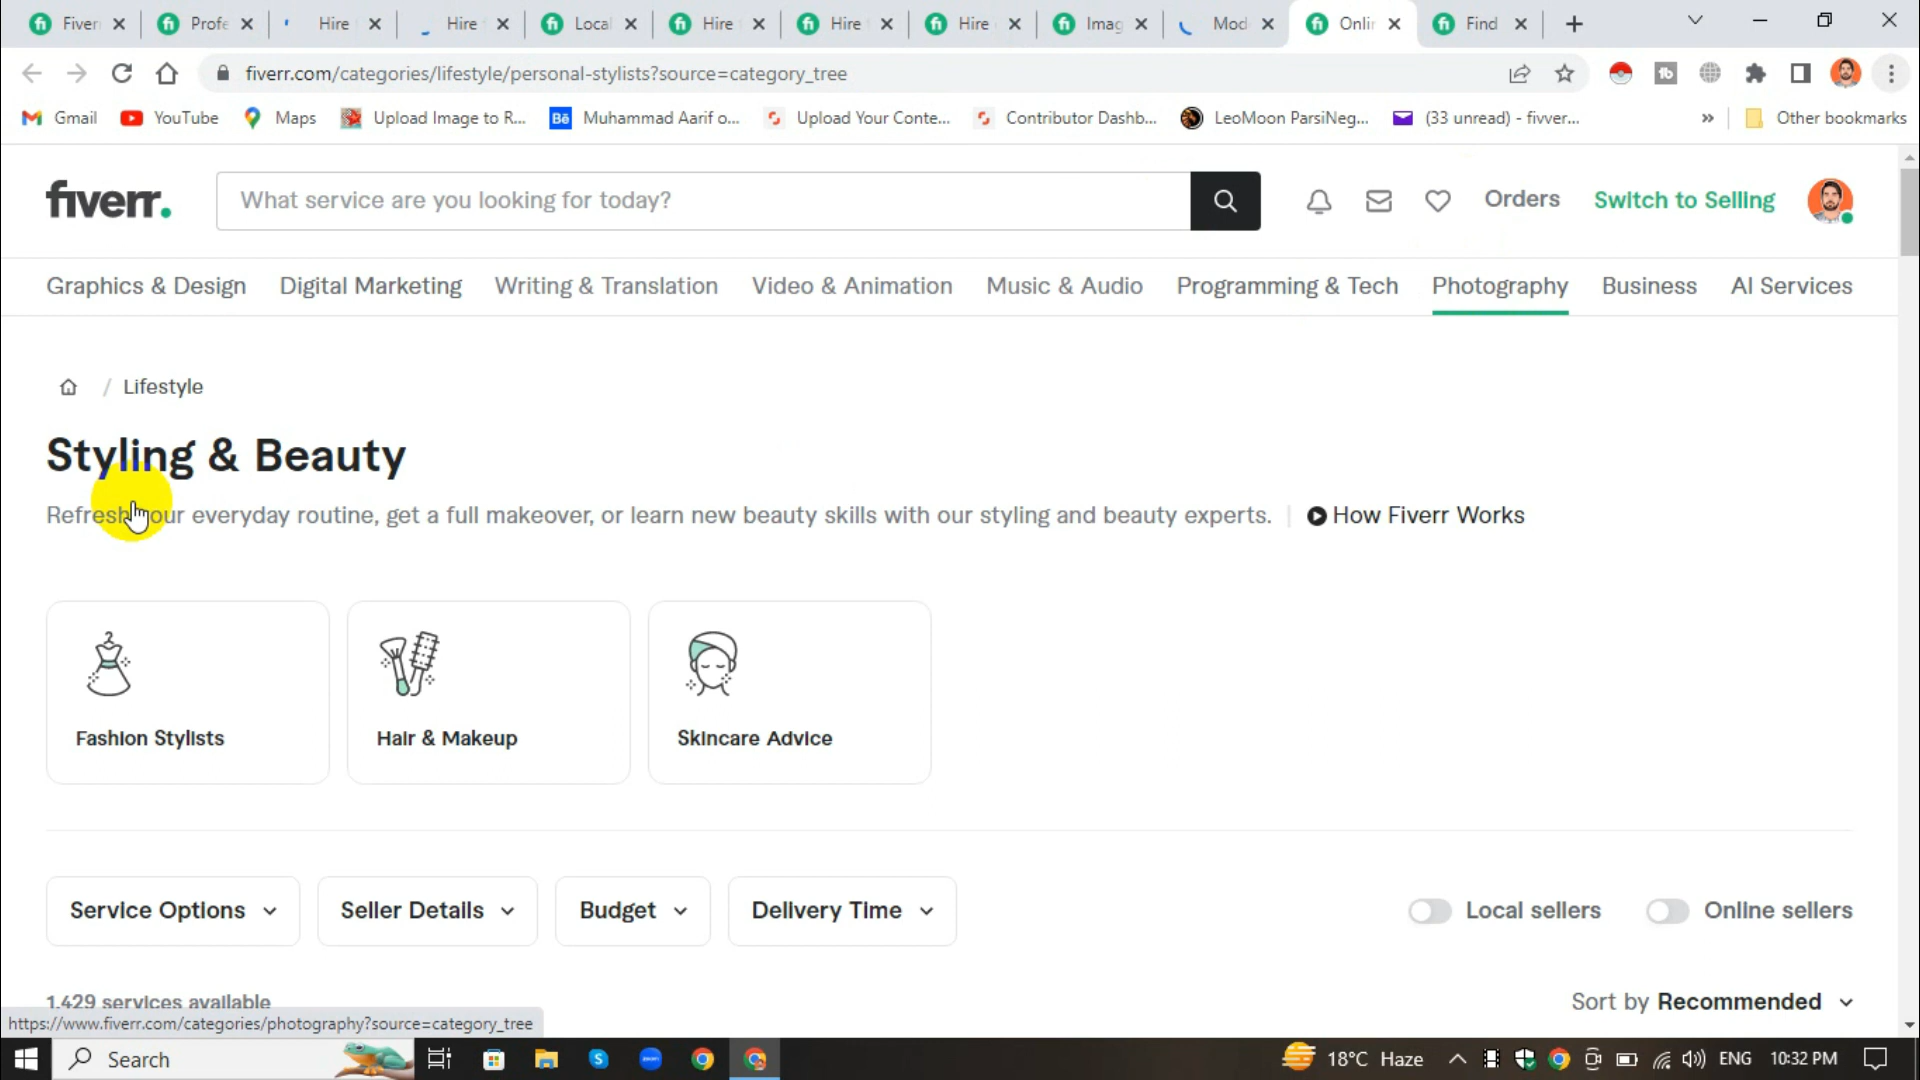 Fiver
Profe
Hire
Hire
Local
Hire
Hire
Hire
Imag
Mod
Onlin
Find
fiverr.com/categories/lifestyle/personal-stylists?source=category_tree
Gmail
YouTube
Maps
Upload Image to R...
Bē
Muhammad Aarif o...
Upload Your Conte...
Contributor Dashb...
LeoMoon ParsiNeg...
(33 unread) - fivver...
»
Other bookmarks
fiverr.
What service are you looking for today?
Orders
Switch to Selling
Graphics & Design
Digital Marketing
Writing & Translation
Video & Animation
Music & Audio
Programming & Tech
Photography
Business
AI Services
/ Lifestyle
Styling & Beauty
Refresh your everyday routine, get a full makeover, or learn new beauty skills with our styling and beauty experts.
How Fiverr Works
Fashion Stylists
Hair & Makeup
Skincare Advice
Service Options
Seller Details
Budget
Delivery Time
Local sellers
Online sellers
1,429 services available
Sort by Recommended
https://www.fiverr.com/categories/photography?source=category_tree
Search
18°C Haze
ENG
10:32 PM